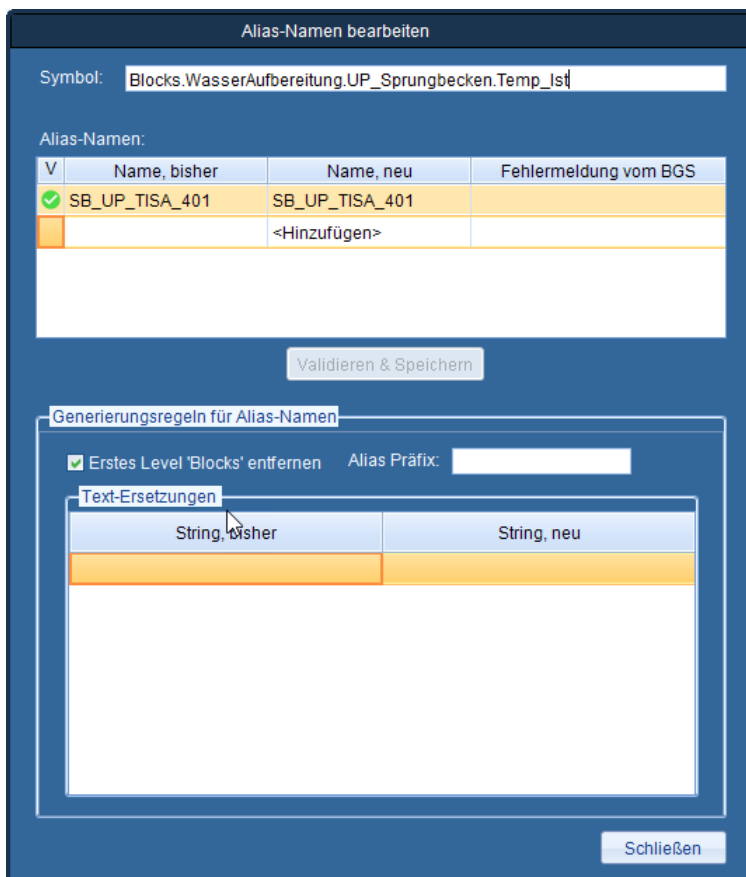 Alias-Namen bearbeiten
Symbol: Blocks.WasserAufbereitung.UP_Sprungbecken.Temp_Ist
Alias-Namen:
V Name, bisher Name, neu Fehlermeldung vom BGS
SB_UP_TISA_401 SB_UP_TISA_401
<Hinzufügen>
Validieren & Speichern
Generierungsregeln für Alias-Namen
Erstes Level 'Blocks' entfernen Alias Präfix:
Text-Ersetzungen
String, bisher String, neu
Schließen